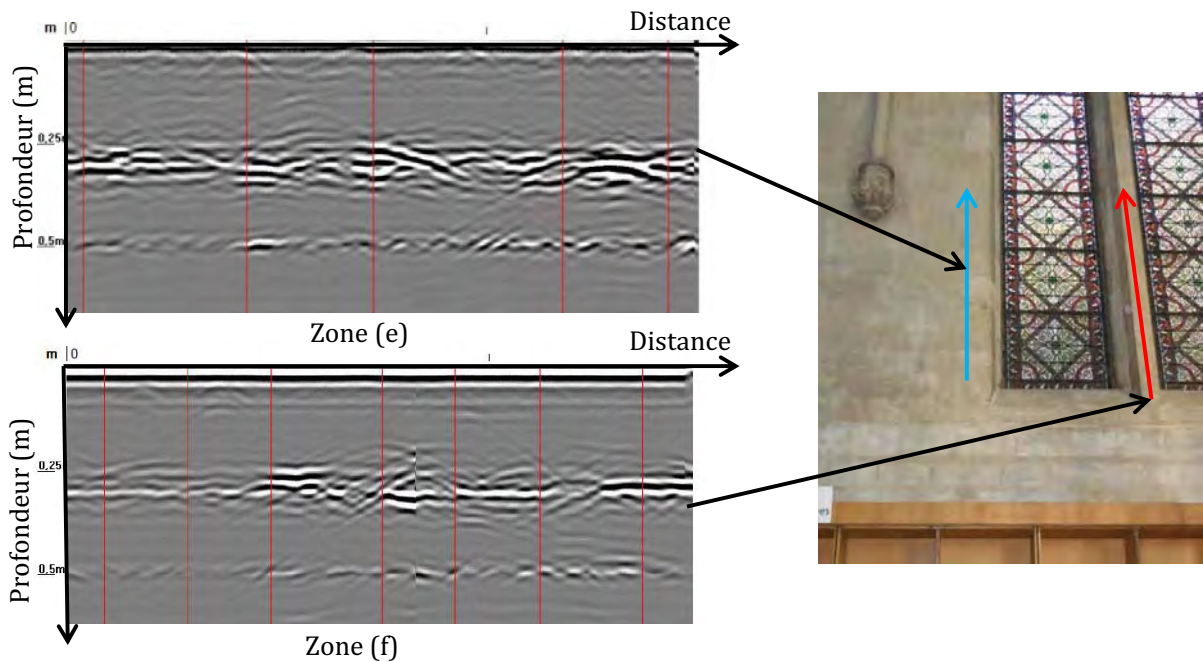 Distance
m |0
Profondeur (m)
0,25m
0,5m
Zone (e)
Distance
m |0
Profondeur (m)
0,25
0,5m
Zone (f)